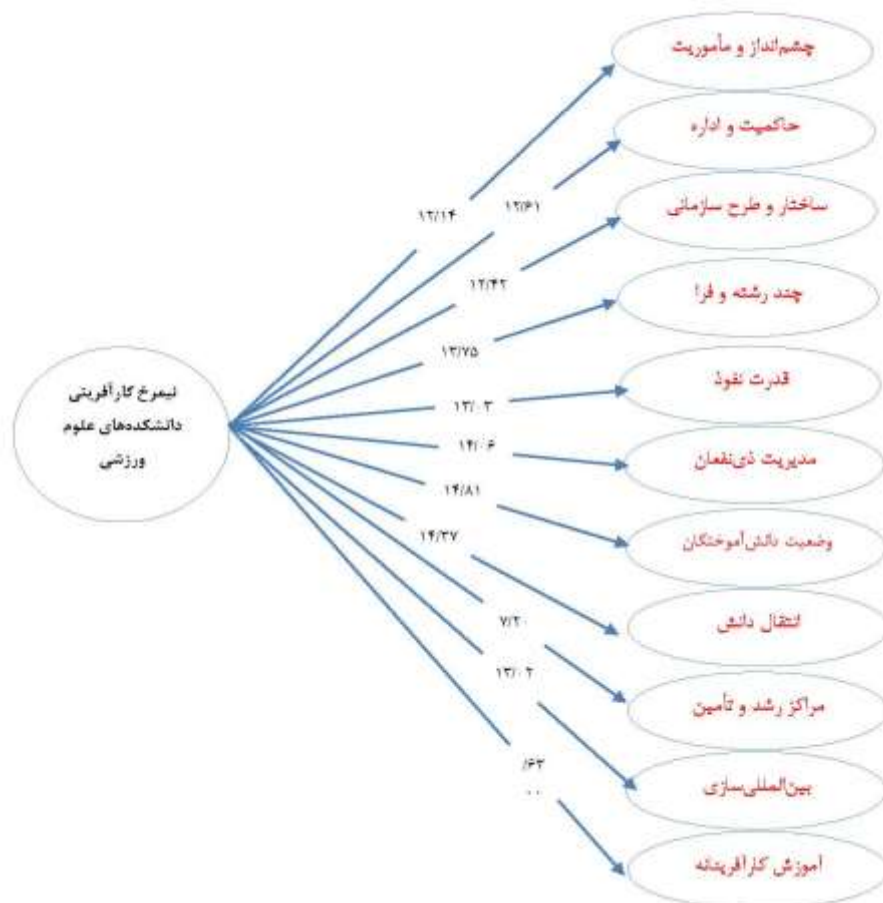 چشم‌انداز و مأموریت
حاکمیت و اداره
ساختار و طرح سازمانی
چند رشته و فرا
قدرت نفوذ
مدیریت ذی‌نفعان
وضعیت دانش‌آموختگان
انتقال دانش
مراکز رشد و تأمین
بین‌المللی‌سازی
آموزش کارآفرینانه
نیمرخ کارآفرینی
دانشکده‌های علوم
ورزشی
۱۲/۱۴
۱۲/۶۱
۱۲/۴۲
۱۳/۷۵
۱۳/۰۳
۱۴/۰۶
۱۴/۸۱
۱۴/۳۷
۷/۲۰
۱۳/۰۲
/۶۳